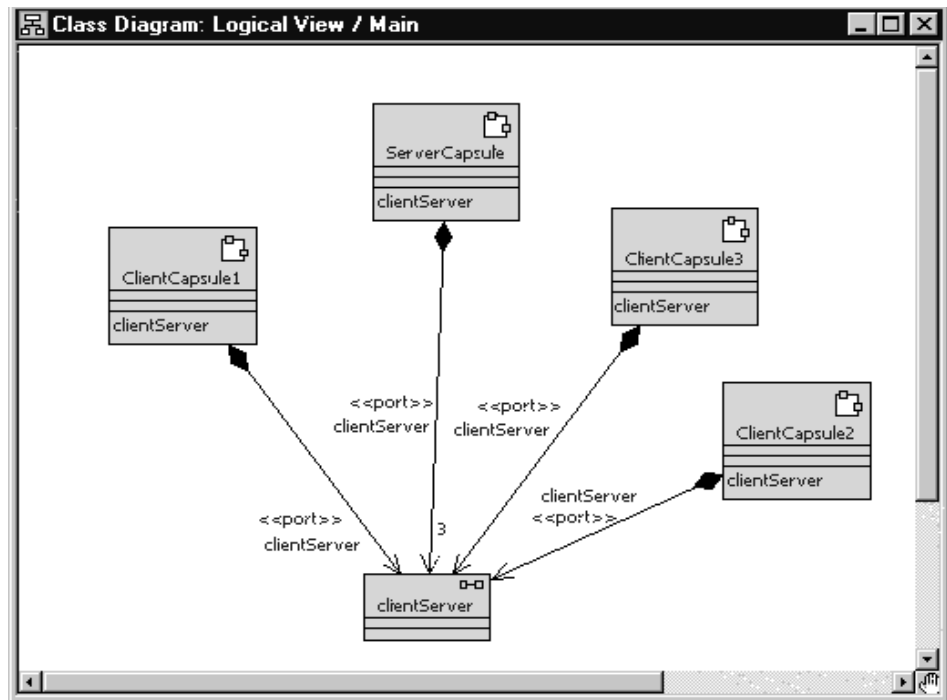 Class Diagram: Logical View / Main
ServerCapsule
clientServer
ClientCapsule1
clientServer
ClientCapsule3
clientServer
ClientCapsule2
clientServer
<<port>>
clientServer
<<port>>
clientServer
clientServer
<<port>>
<<port>>
clientServer
3
clientServer